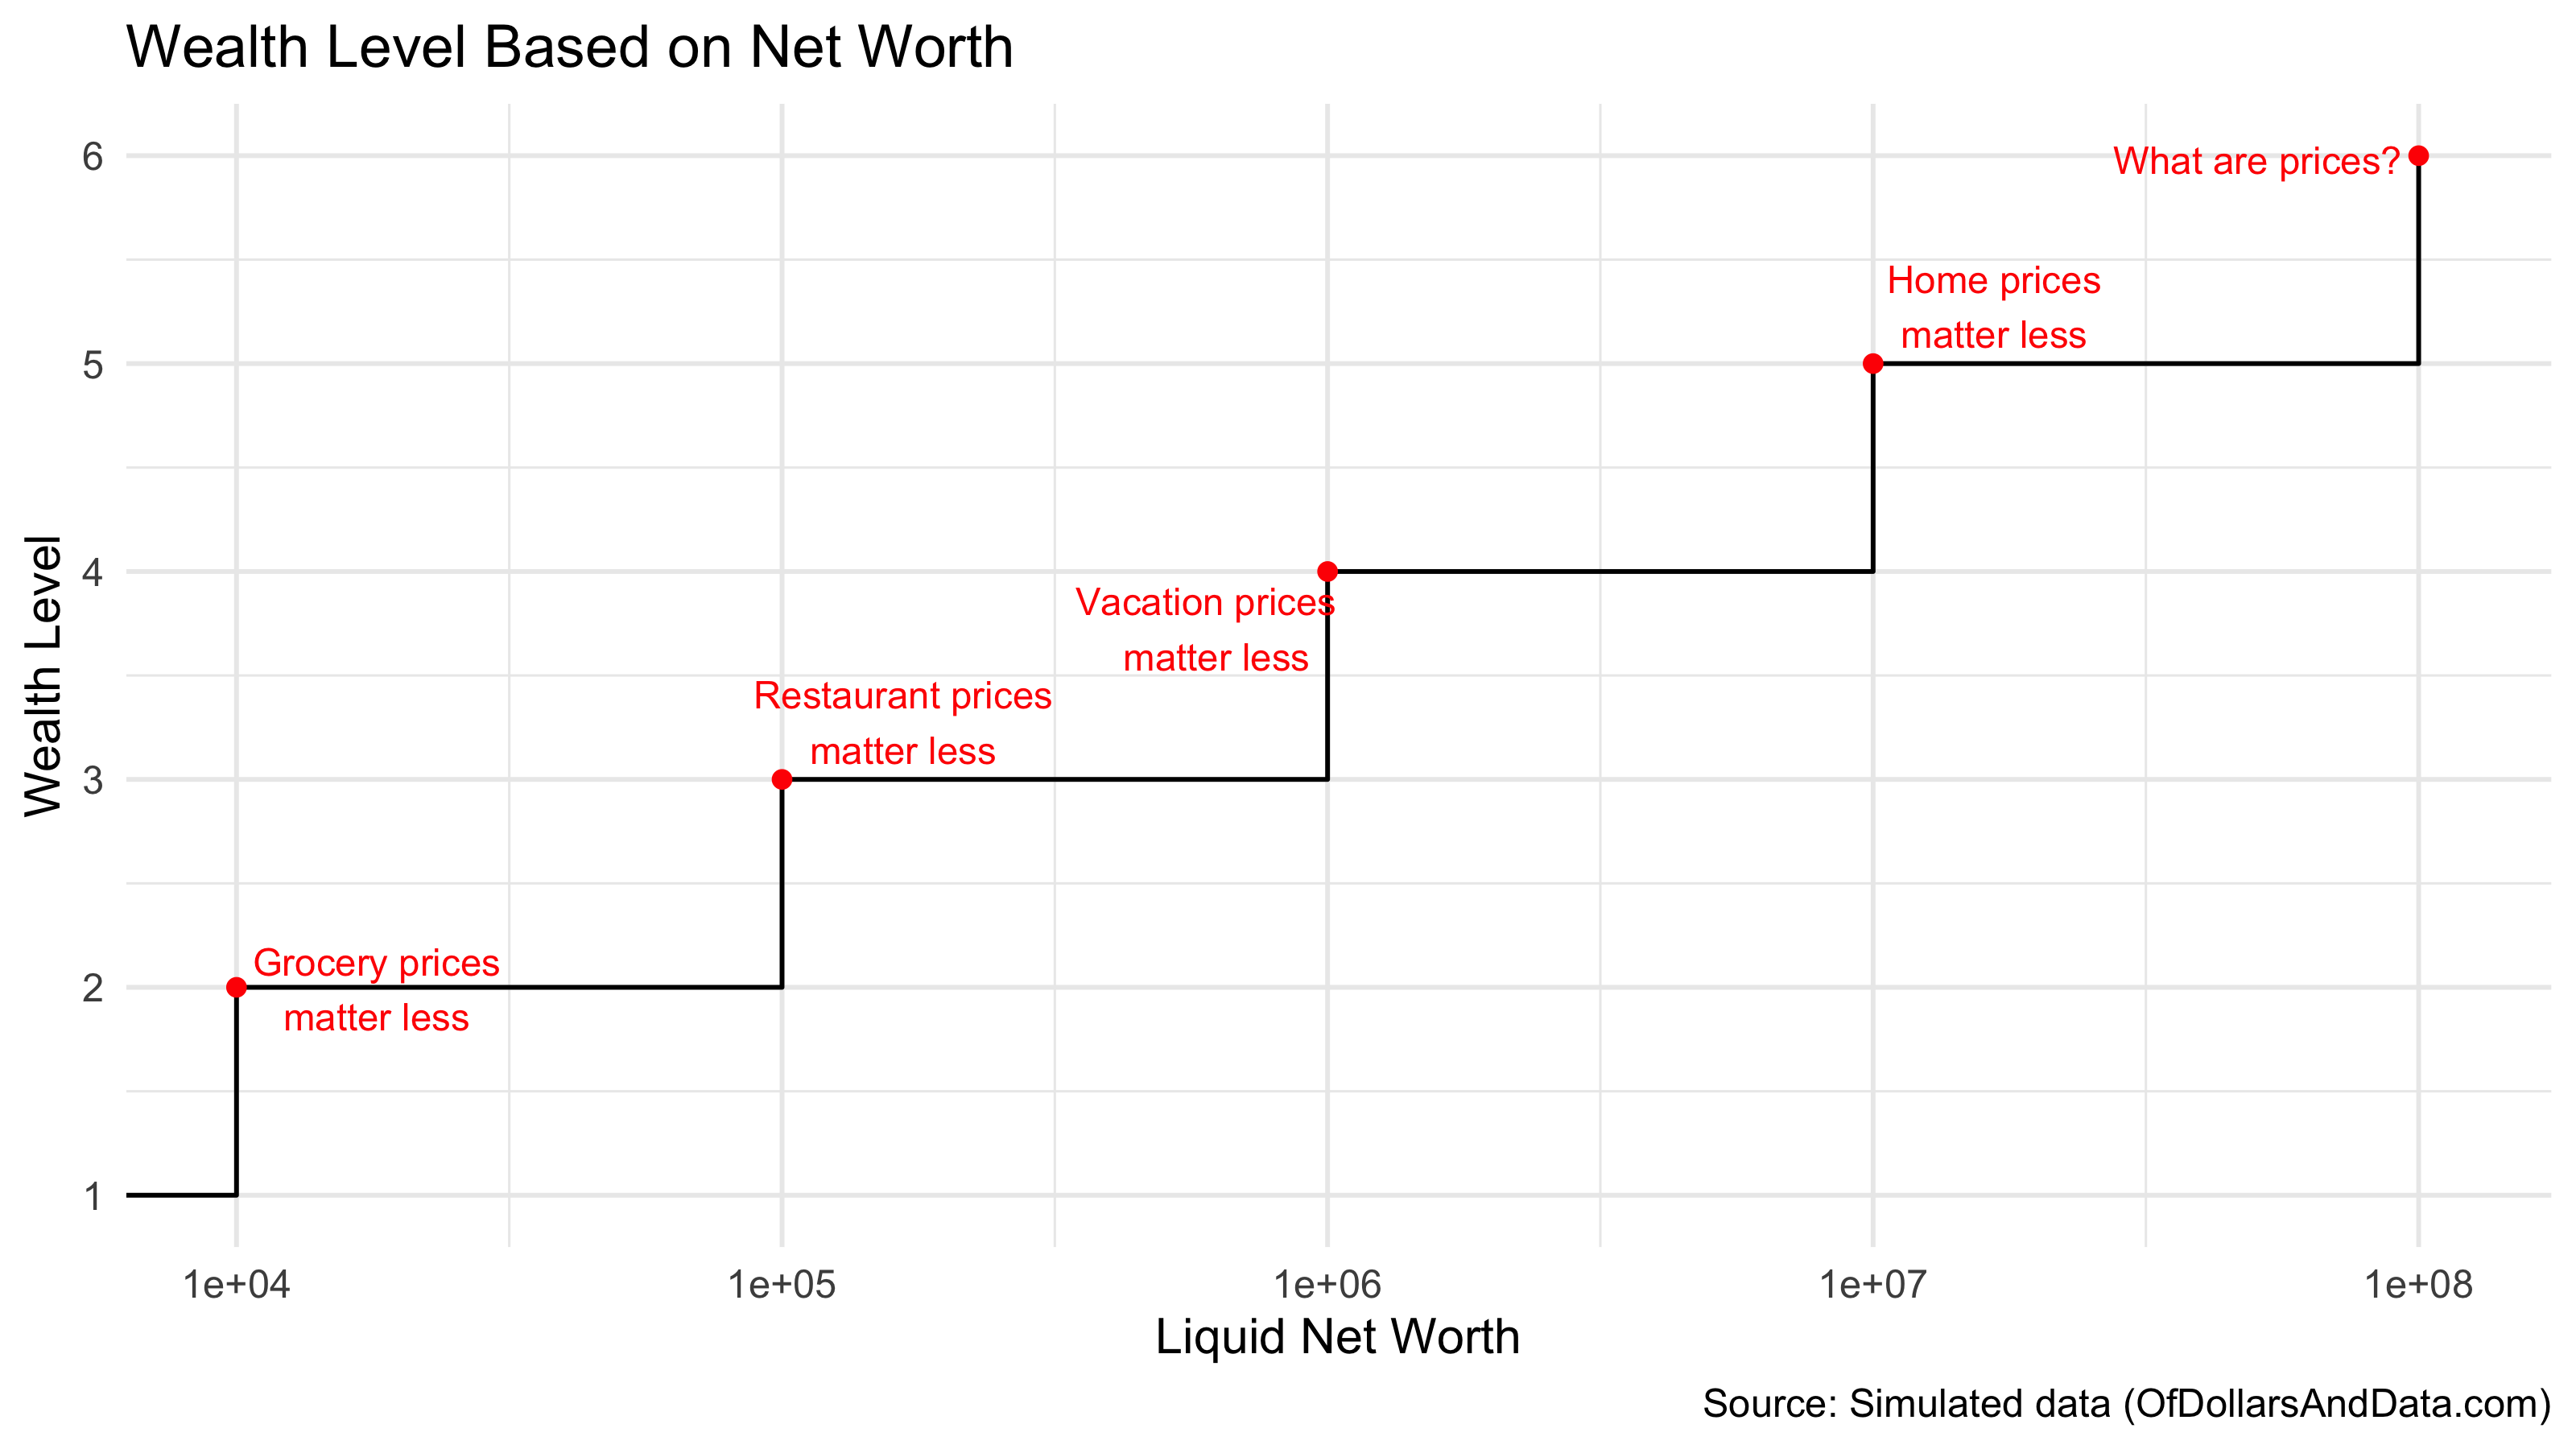 Wealth Level Based on Net Worth
6
What are prices?
Home prices
matter less
5
4
Vacation prices
matter less
Restaurant prices
matter less
3
Grocery prices
2
matter less
1
Wealth Level
1e+04
1e+05
1e+06
1e+07
1e+08
Liquid Net Worth
Source: Simulated data (OfDollarsAndData.com)